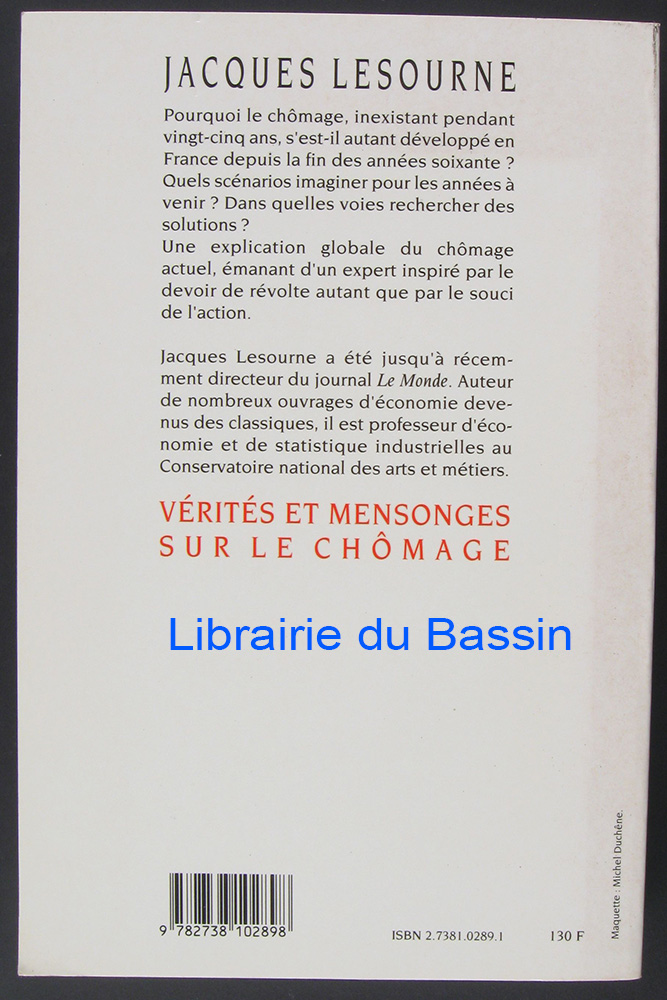 JACQUES LESOURNE
Pourquoi le chômage, inexistant pendant
vingt-cinq ans, s'est-il autant développé en
France depuis la fin des années soixante ?
Quels scénarios imaginer pour les années à
venir ? Dans quelles voies rechercher des
solutions ?
Une explication globale du chômage
actuel, émanant d'un expert inspiré par le
devoir de révolte autant que par le souci
de l'action.
Jacques Lesourne a été jusqu'à récem-
ment directeur du journal Le Monde. Auteur
de nombreux ouvrages d'économie deve-
nus des classiques, il est professeur d'éco-
nomie et de statistique industrielles au
Conservatoire national des arts et métiers.
VÉRITÉS ET MENSONGES
SUR LE CHÔMAGE
Librairie du Bassin
9 782738 102898
ISBN 2.7381.0289.1 130 F
Maquette : Michel Duchêne.